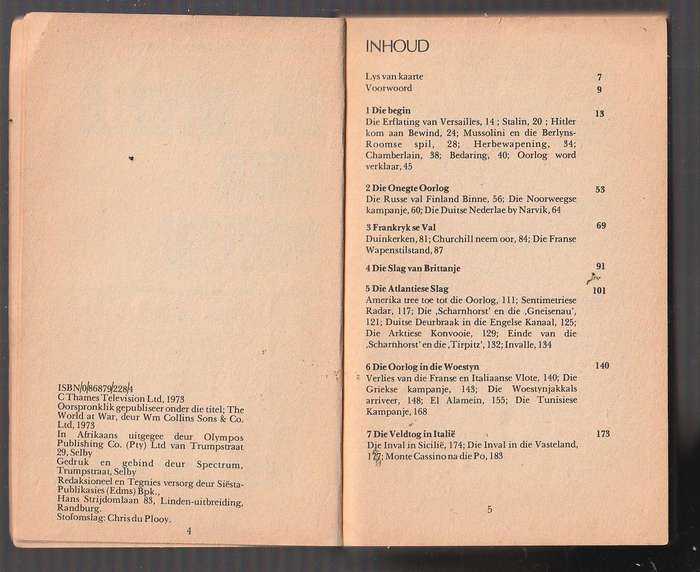 ISBN/0/86879/228/4
C Thames Television Ltd, 1973
Oorspronklik gepubliseer onder die titel; The
World at War, deur Wm Collins Sons & Co.
Ltd, 1973
In Afrikaans uitgegee deur Olympos
Publishing Co. (Pty) Ltd van Trumpstraat
29, Selby
Gedruk en gebind deur Spectrum,
Trumpstraat, Selby
Redaksioneel en Tegnies versorg deur Siësta-
Publikasies (Edms) Bpk.,
Hans Strijdomlaan 83, Linden-uitbreiding,
Randburg.
Stofomslag: Chris du Plooy.
4
INHOUD
Lys van kaarte 7
Voorwoord 9
1 Die begin 13
Die Erflating van Versailles, 14 ; Stalin, 20 ; Hitler
kom aan Bewind, 24; Mussolini en die Berlyns-
Roomse spil, 28; Herbewapening, 34;
Chamberlain, 38; Bedaring, 40; Oorlog word
verklaar, 45
2 Die Onegte Oorlog 53
Die Russe val Finland Binne, 56; Die Noorweegse
kampanje, 60; Die Duitse Nederlae by Narvik, 64
3 Frankryk se Val 69
Duinkerken, 81; Churchill neem oor, 84; Die Franse
Wapenstilstand, 87
4 Die Slag van Brittanje 91
5 Die Atlantiese Slag 101
Amerika tree toe tot die Oorlog, 111; Sentimetriese
Radar, 117; Die ‚Scharnhorst’ en die ‚Gneisenau’,
121; Duitse Deurbraak in die Engelse Kanaal, 125;
Die Arktiese Konvooie, 129; Einde van die
‚Scharnhorst’ en die ‚Tirpitz’, 132; Invalle, 134
6 Die Oorlog in die Woestyn 140
Verlies van die Franse en Italiaanse Vlote, 140; Die
Griekse kampanje, 143; Die Woestynjakkals
arriveer, 148; El Alamein, 155; Die Tunisiese
Kampanje, 168
7 Die Veldtog in Italië 173
Die Inval in Sicilië, 174; Die Inval in die Vasteland,
177; Monte Cassino na die Po, 183
5